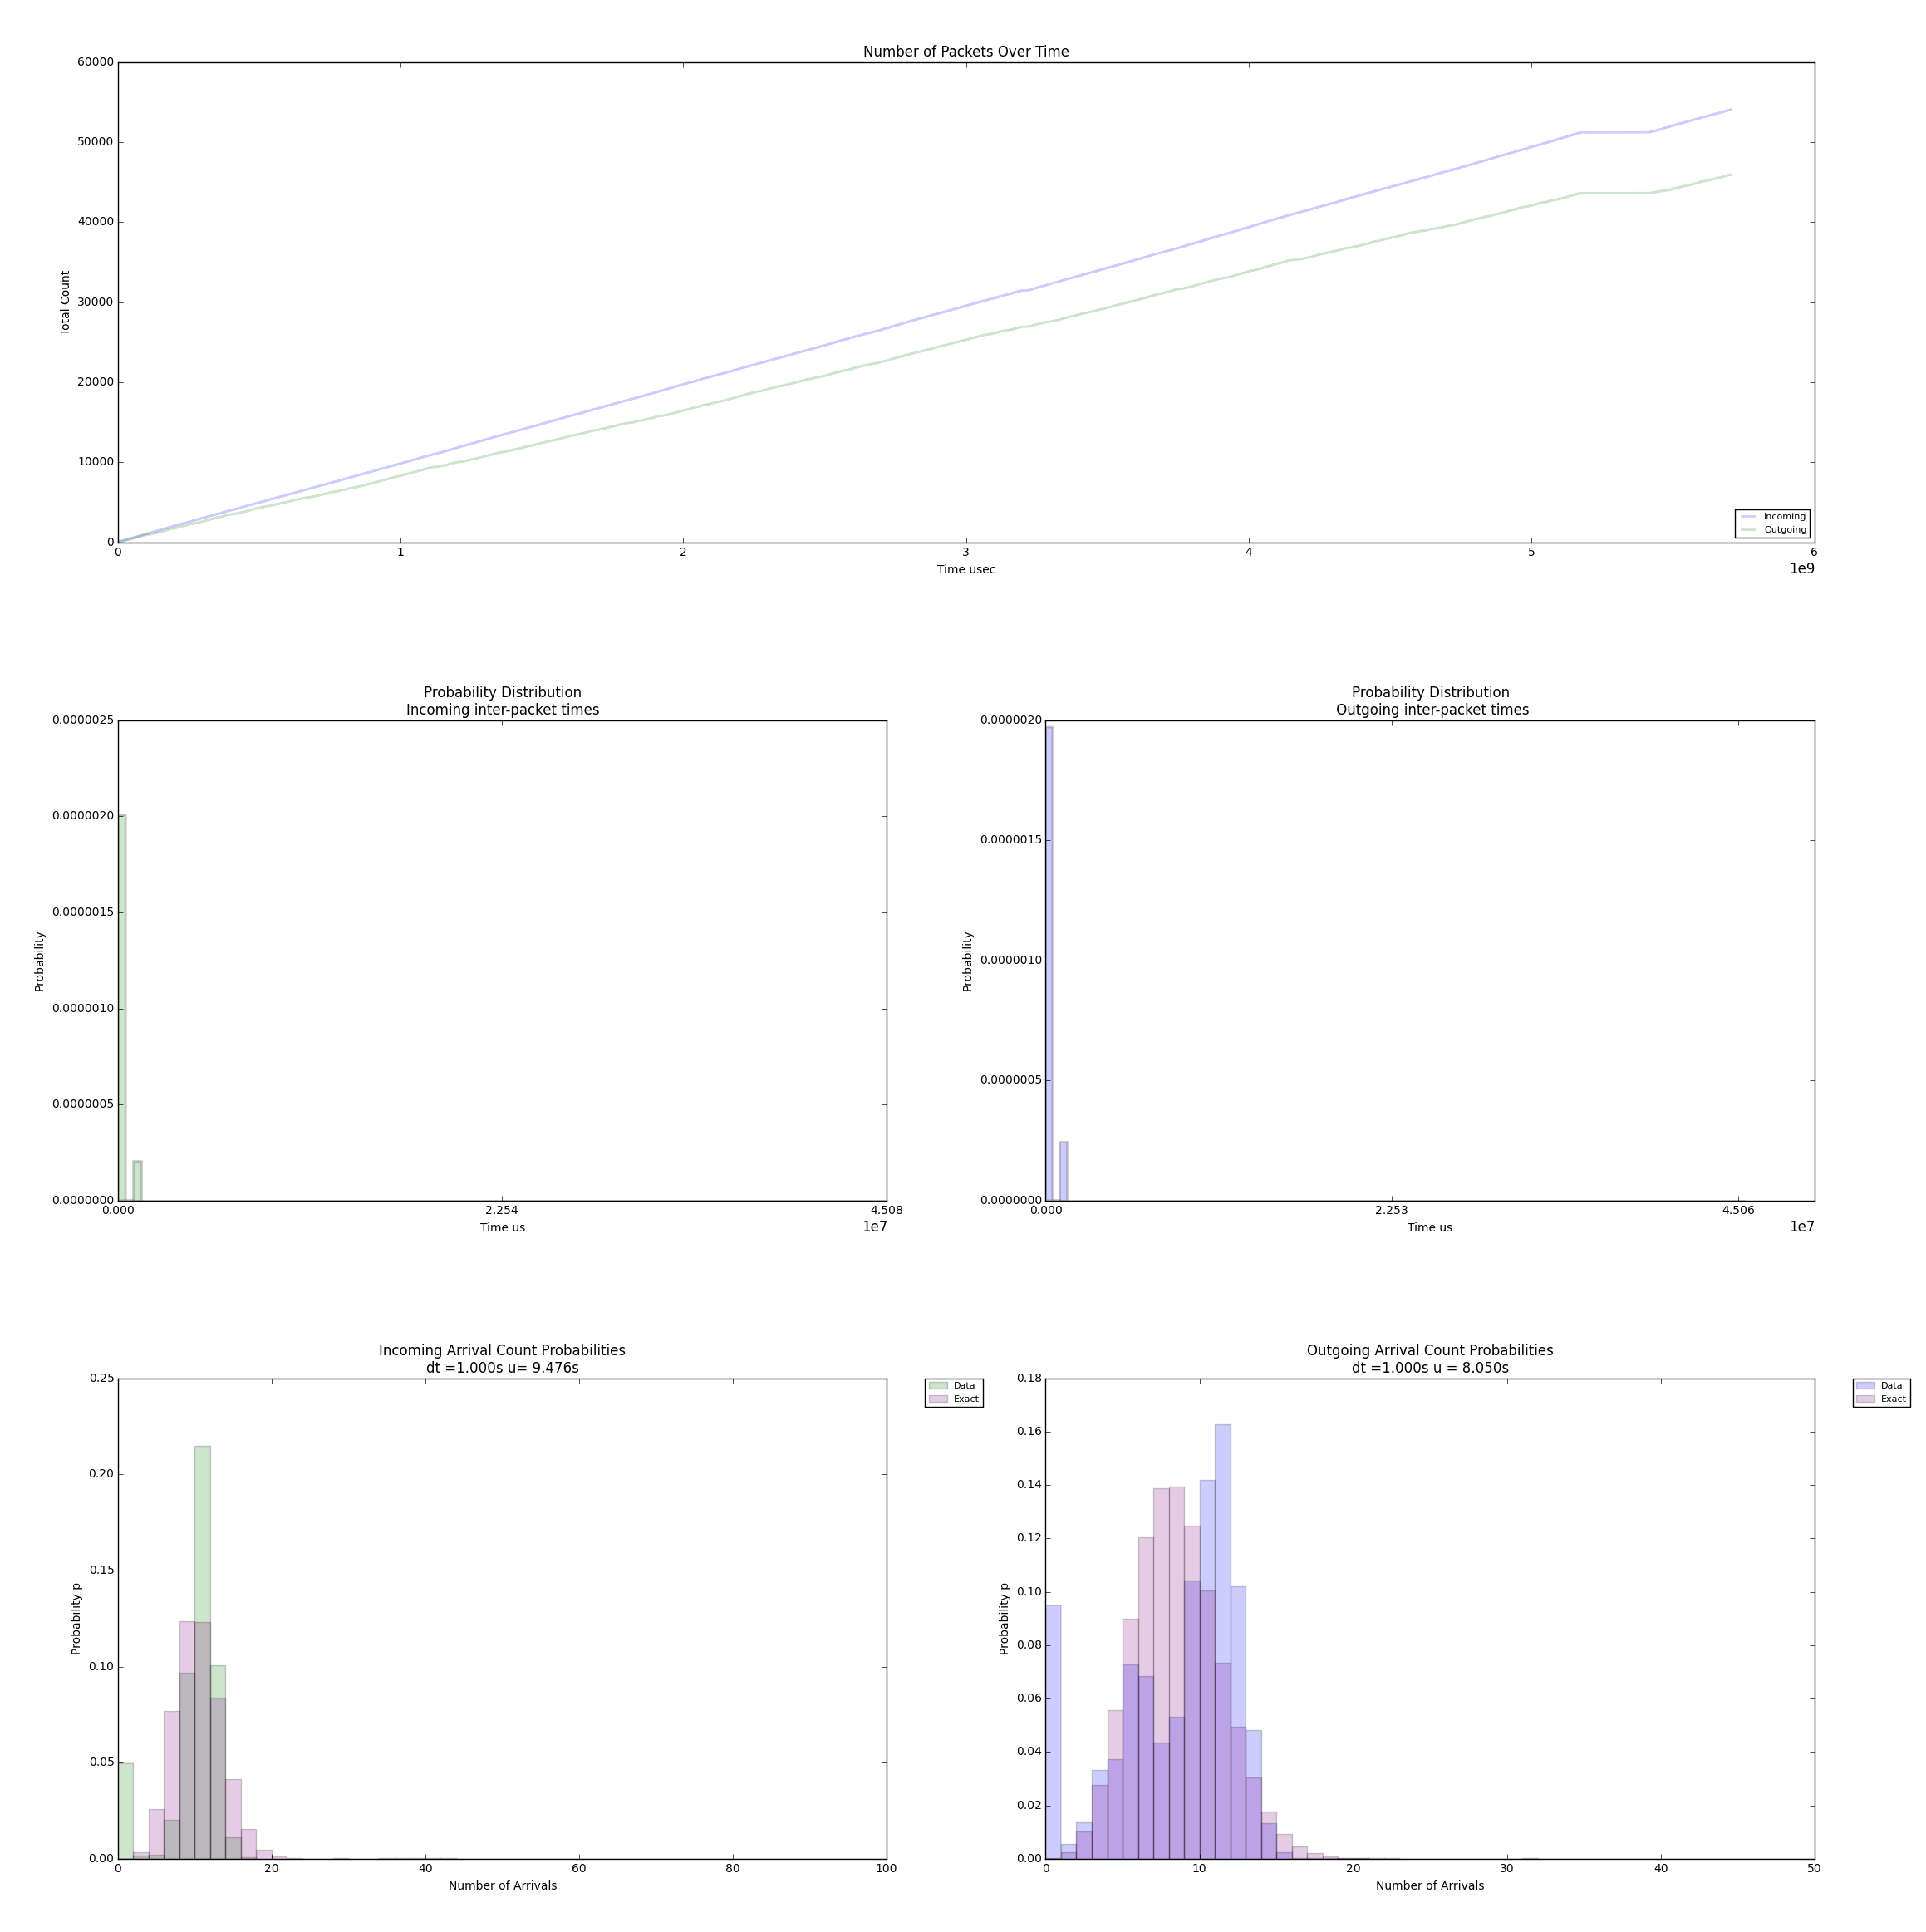 Number of Packets Over Time
60000
50000
40000
30000
20000
10000
0
Total Count
Incoming
Outgoing
0 1 2 3 4 5 6
Time usec
1e9
Probability Distribution
Incoming inter-packet times
0.0000025
0.0000020
0.0000015
0.0000010
0.0000005
0.0000000
Probability
0.000 2.254 4.508
Time us
1e7
Probability Distribution
Outgoing inter-packet times
0.0000020
0.0000015
0.0000010
0.0000005
0.0000000
Probability
0.000 2.253 4.506
Time us
1e7
Incoming Arrival Count Probabilities
dt =1.000s u= 9.476s
0.25
0.20
0.15
0.10
0.05
0.00
Probability p
Data
Exact
0 20 40 60 80 100
Number of Arrivals
Outgoing Arrival Count Probabilities
dt =1.000s u = 8.050s
0.18
0.16
0.14
0.12
0.10
0.08
0.06
0.04
0.02
0.00
Probability p
Data
Exact
0 10 20 30 40 50
Number of Arrivals